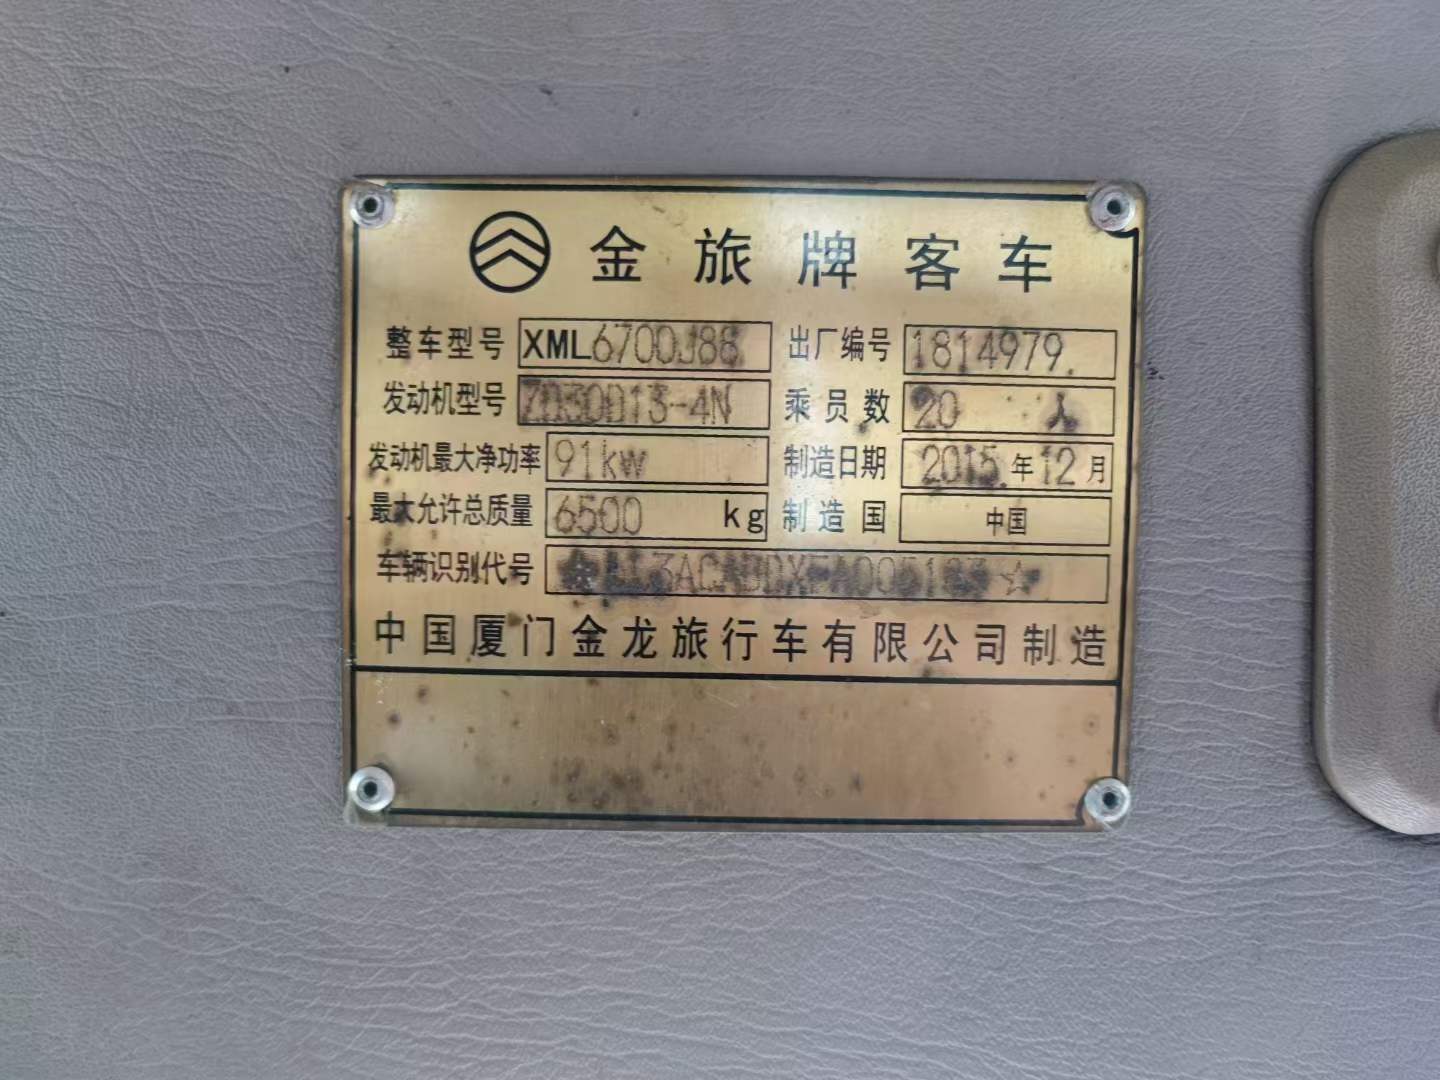 金旅牌客车
整车型号 XML6700J88 出厂编号 1814979.
发动机型号 ZD30D13-4N 乘员数 20 人
发动机最大净功率 91kw 制造日期 2015.年12月
最大允许总质量 6500 kg 制造国 中国
车辆识别代号
中国厦门金龙旅行车有限公司制造